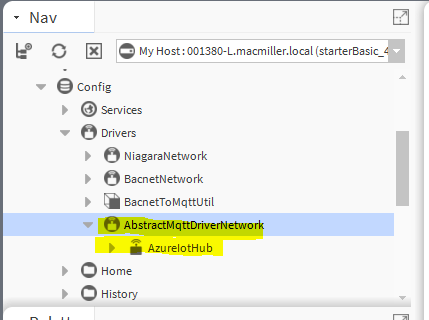 Nav
My Host : 001380-L.macmiller.local (starterBasic_4
Config
Services
Drivers
NiagaraNetwork
BacnetNetwork
BacnetToMqttUtil
AbstractMqttDriverNetwork
AzureIotHub
Home
History